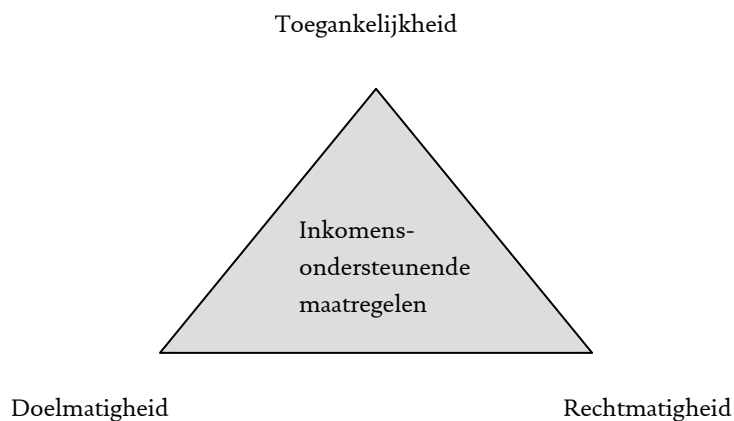 Toegankelijkheid
Inkomens-
ondersteunende
maatregelen
Doelmatigheid
Rechtmatigheid